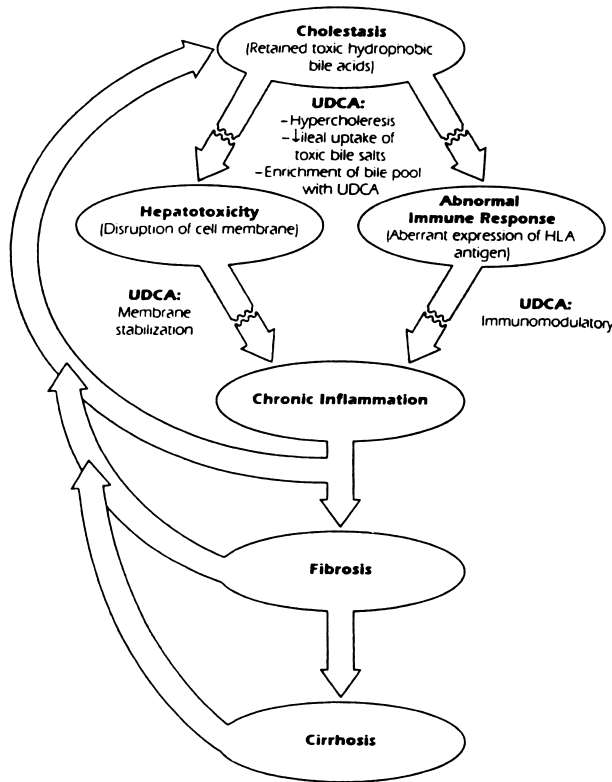 Cholestasis
(Retained toxic hydrophobic
bile acids)
UDCA:
-Hypercholeresis
-↓ileal uptake of
toxic bile salts
-Enrichment of bile pool
with UDCA
Hepatotoxicity
(Disruption of cell membrane)
Abnormal
Immune Response
(Aberrant expression of HLA
antigen)
UDCA:
Membrane
stabilization
UDCA:
Immunomodulatory
Chronic Inflammation
Fibrosis
Cirrhosis